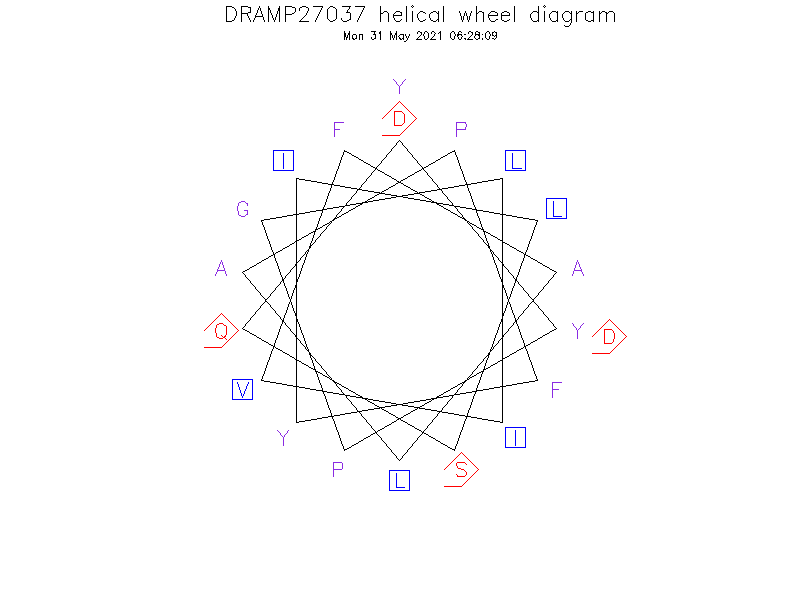 DRAMP27037 helical wheel diagram
Mon 31 May 2021 06:28:09
Y
D
F P
I L
G L
A A
Q Y D
V F
Y I
P S
L